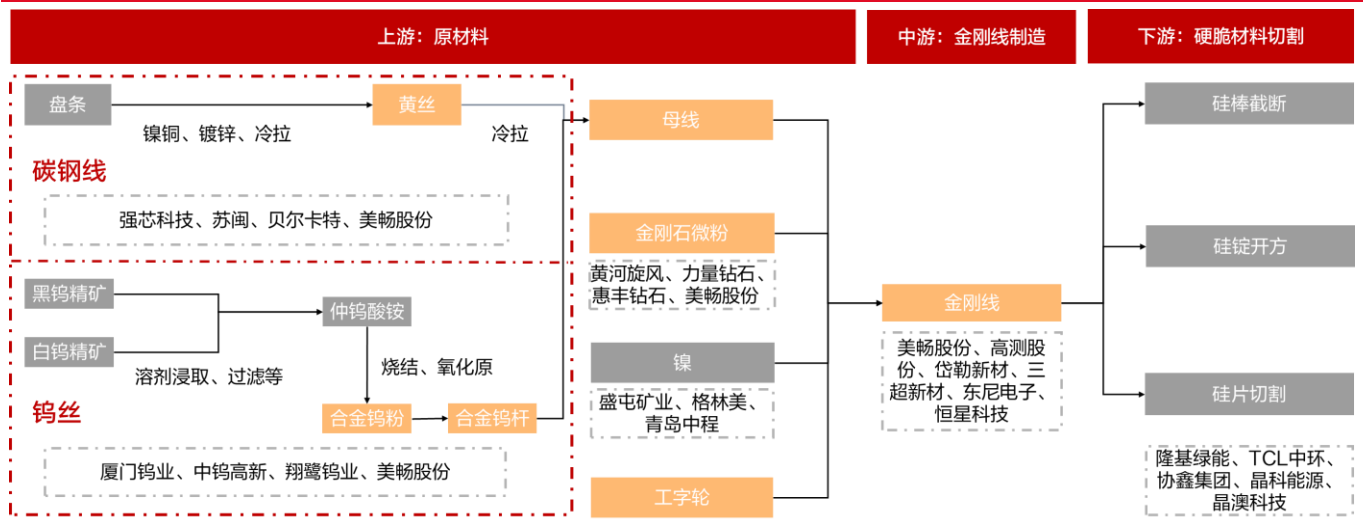 上游：原材料
中游：金刚线制造
下游：硬脆材料切割
盘条
黄丝
镍铜、镀锌、冷拉
冷拉
碳钢线
强芯科技、苏闽、贝尔卡特、美畅股份
黑钨精矿
白钨精矿
仲钨酸铵
溶剂浸取、过滤等
烧结、氧化原
钨丝
合金钨粉
合金钨杆
厦门钨业、中钨高新、翔鹭钨业、美畅股份
母线
金刚石微粉
黄河旋风、力量钻石、
惠丰钻石、美畅股份
镍
盛屯矿业、格林美、
青岛中程
工字轮
金刚线
美畅股份、高测股
份、岱勒新材、三
超新材、东尼电子、
恒星科技
硅棒截断
硅锭开方
硅片切割
隆基绿能、TCL中环、
协鑫集团、晶科能源、
晶澳科技